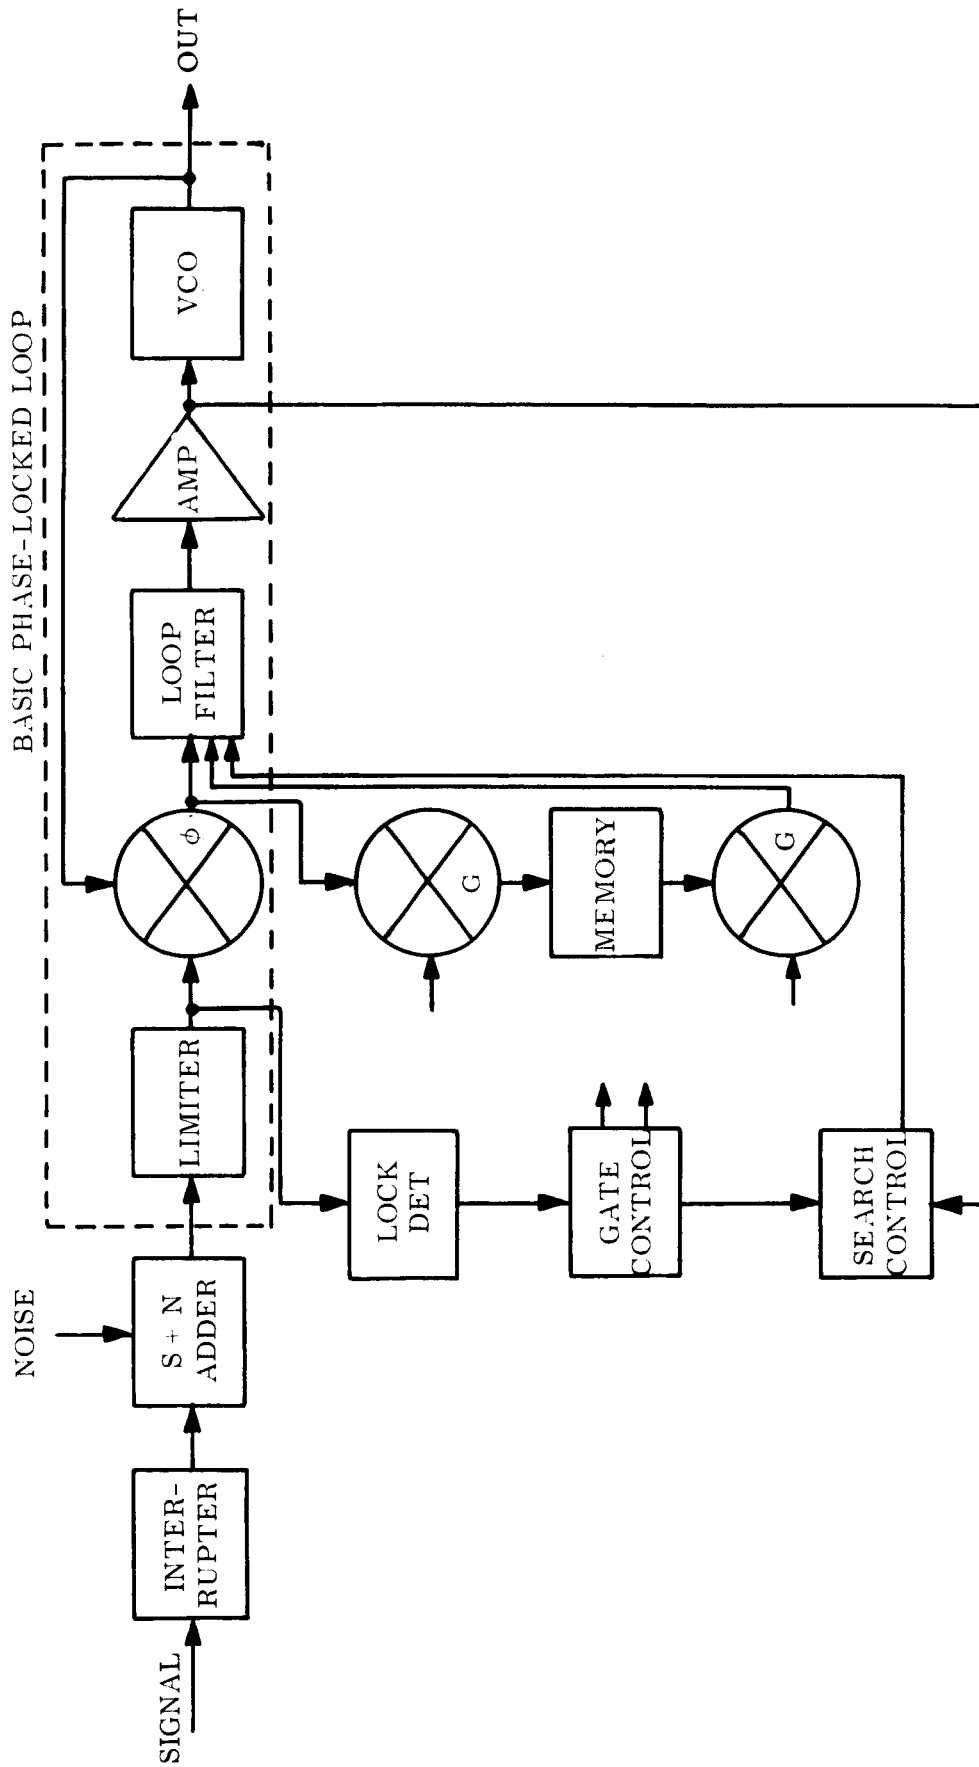 BASIC PHASE-LOCKED LOOP
NOISE
SIGNAL
INTER-
RUPTER
S + N
ADDER
LIMITER
ϕ
LOOP
FILTER
AMP
VCO
OUT
LOCK
DET
G
GATE
CONTROL
MEMORY
G
SEARCH
CONTROL